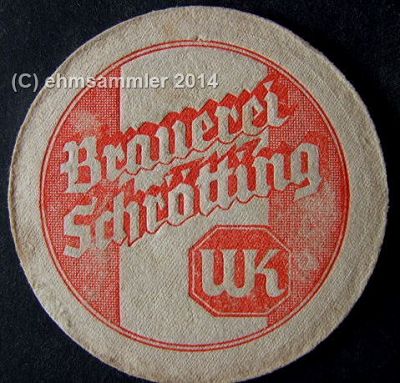 (C) ehmsammler 2014
Brauerei
Schrötting
WK